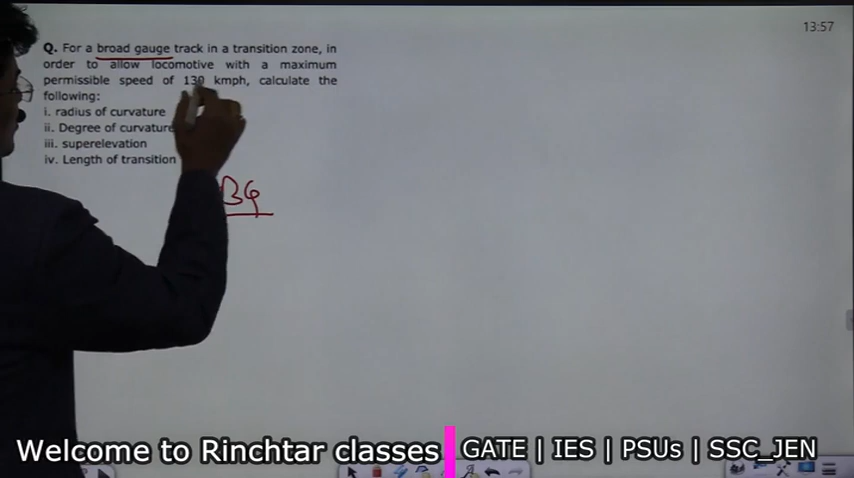 13:57
Q. For a broad gauge track in a transition zone, in
order to allow locomotive with a maximum
permissible speed of 130 kmph, calculate the
following:
i. radius of curvature
ii. Degree of curvature
iii. superelevation
iv. Length of transition
BG
Welcome to Rinchtar classes GATE | IES | PSUs | SSC_JEN